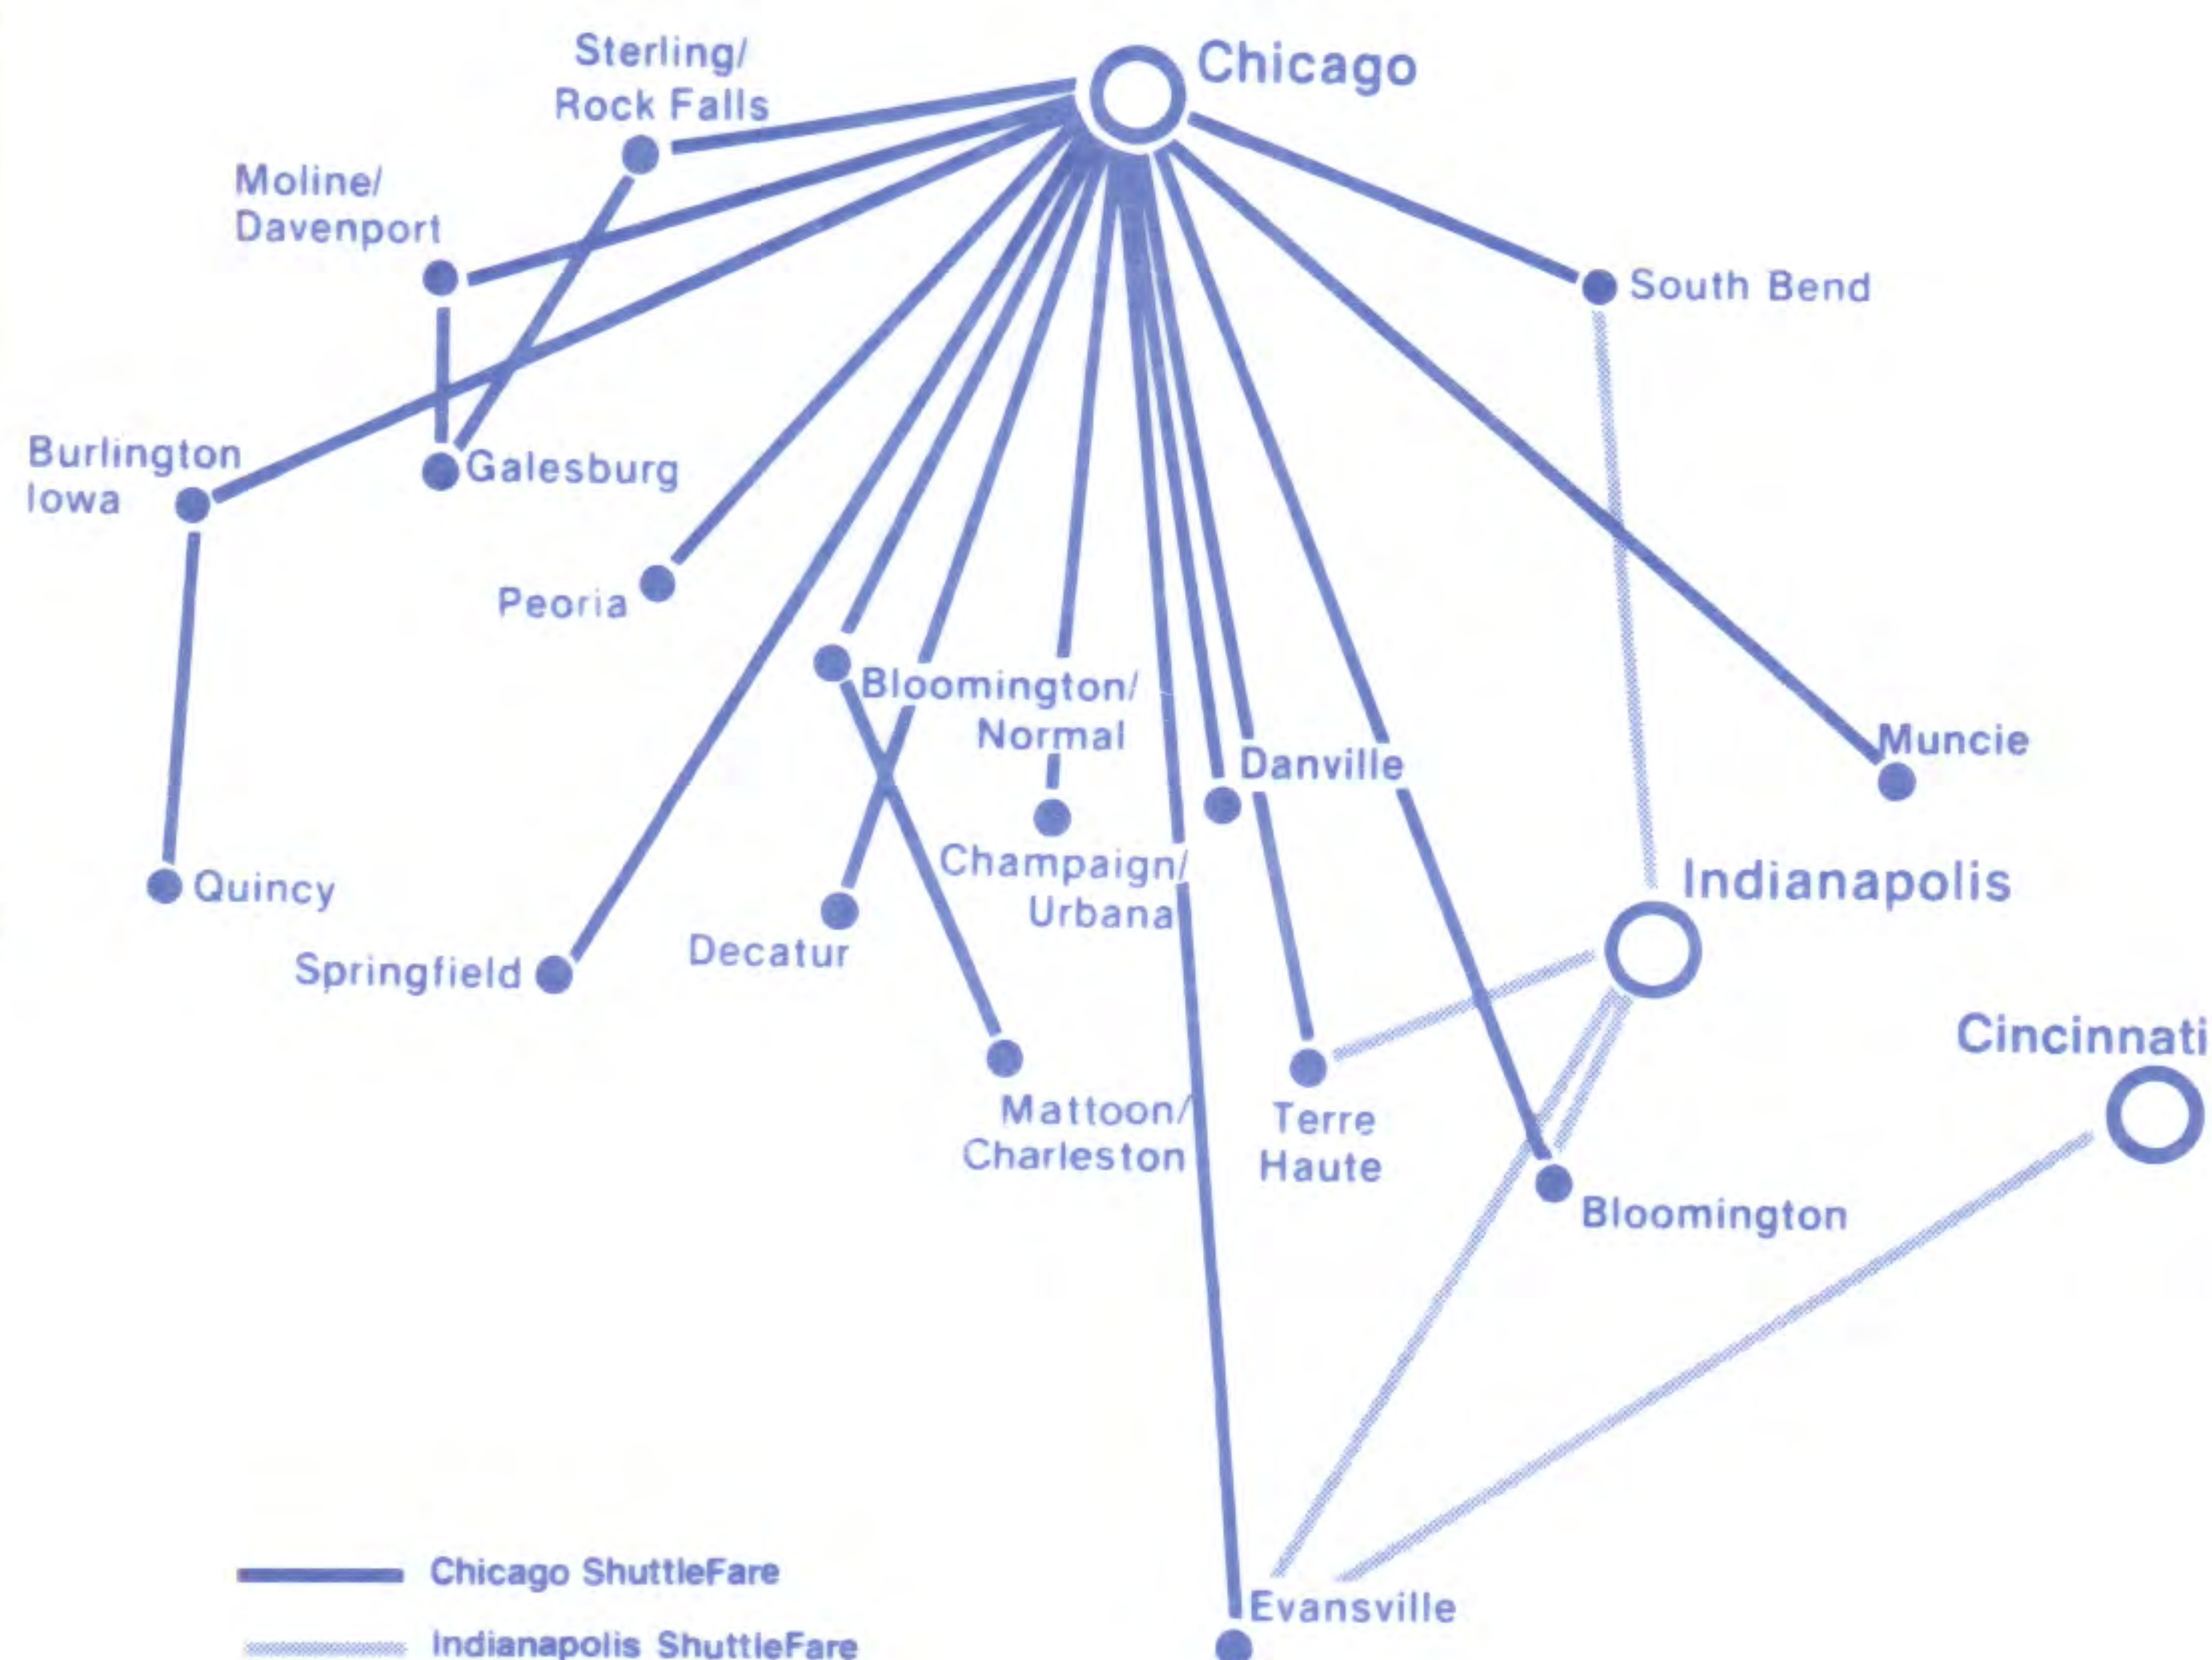 Sterling/
Rock Falls
Chicago
Moline/
Davenport
South Bend
Burlington
Iowa
Galesburg
Peoria
Bloomington/
Normal
Danville
Muncie
Champaign/
Urbana
Quincy
Indianapolis
Decatur
Springfield
Cincinnati
Mattoon/
Charleston
Terre
Haute
Bloomington
Chicago ShuttleFare
Evansville
Indianapolis ShuttleFare